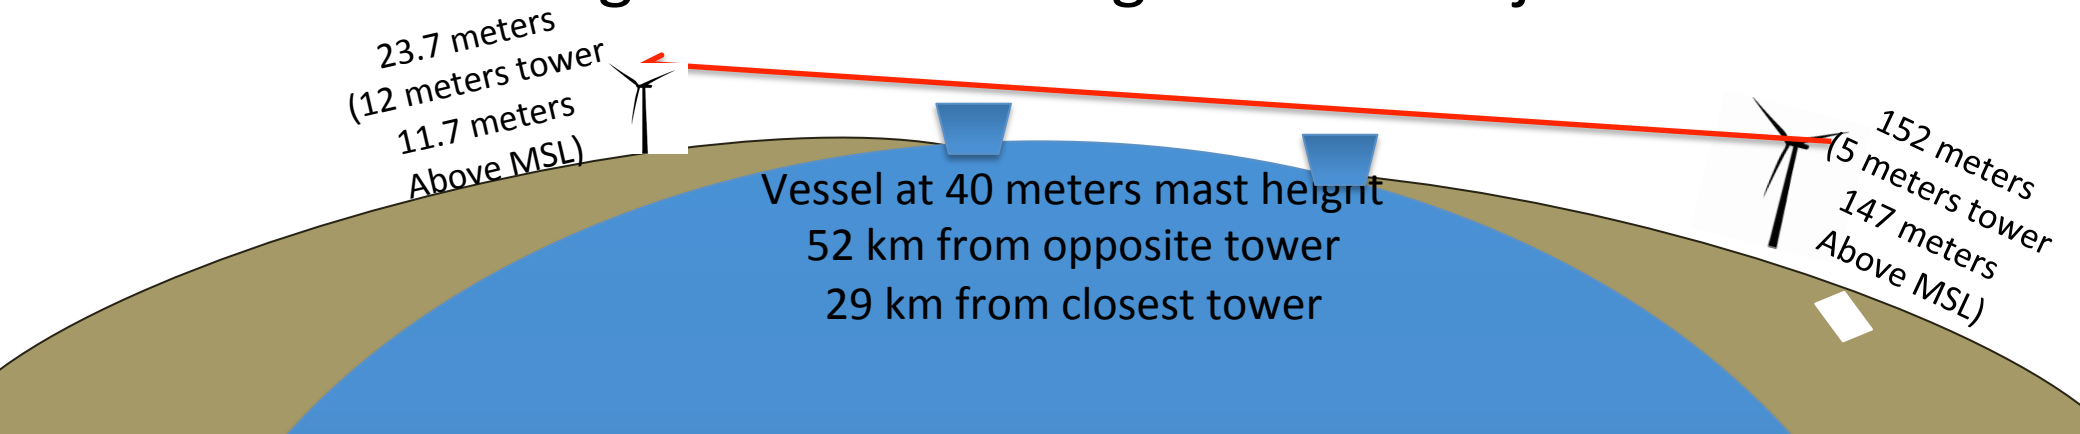 23.7 meters
(12 meters tower
11.7 meters
Above MSL)
Vessel at 40 meters mast height
52 km from opposite tower
29 km from closest tower
152 meters
(5 meters tower
147 meters
Above MSL)